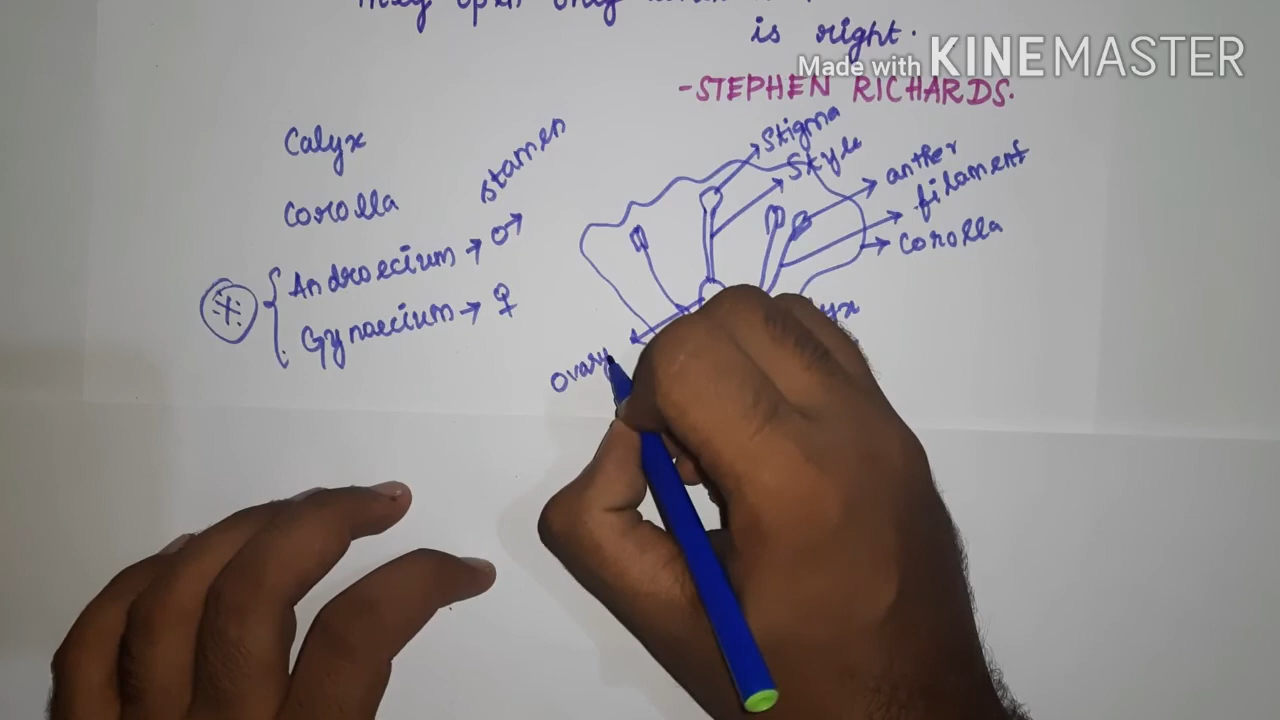 is right.
Made with KINEMASTER
-STEPHEN RICHARDS.
Calyx
Corolla
Androecium → ♂ stamen
Gynaecium → ♀
Stigma
Style
anther
filament
Corolla
Ovary